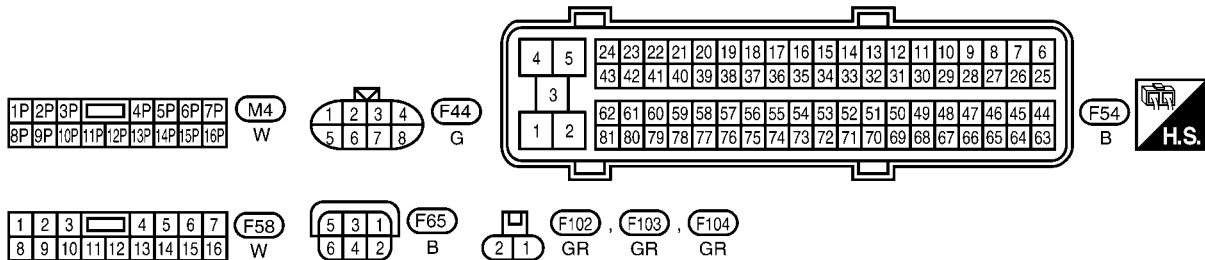 4 5
24 23 22 21 20 19 18 17 16 15 14 13 12 11 10 9 8 7 6
43 42 41 40 39 38 37 36 35 34 33 32 31 30 29 28 27 26 25
3
1 2
62 61 60 59 58 57 56 55 54 53 52 51 50 49 48 47 46 45 44
81 80 79 78 77 76 75 74 73 72 71 70 69 68 67 66 65 64 63
F54
B
H.S.
1P 2P 3P 4P 5P 6P 7P
8P 9P 10P 11P 12P 13P 14P 15P 16P
M4
W
1 2 3 4
5 6 7 8
F44
G
1 2 3 4 5 6 7
8 9 10 11 12 13 14 15 16
F58
W
5 3 1
6 4 2
F65
B
2 1
F102 , F103 , F104
GR GR GR